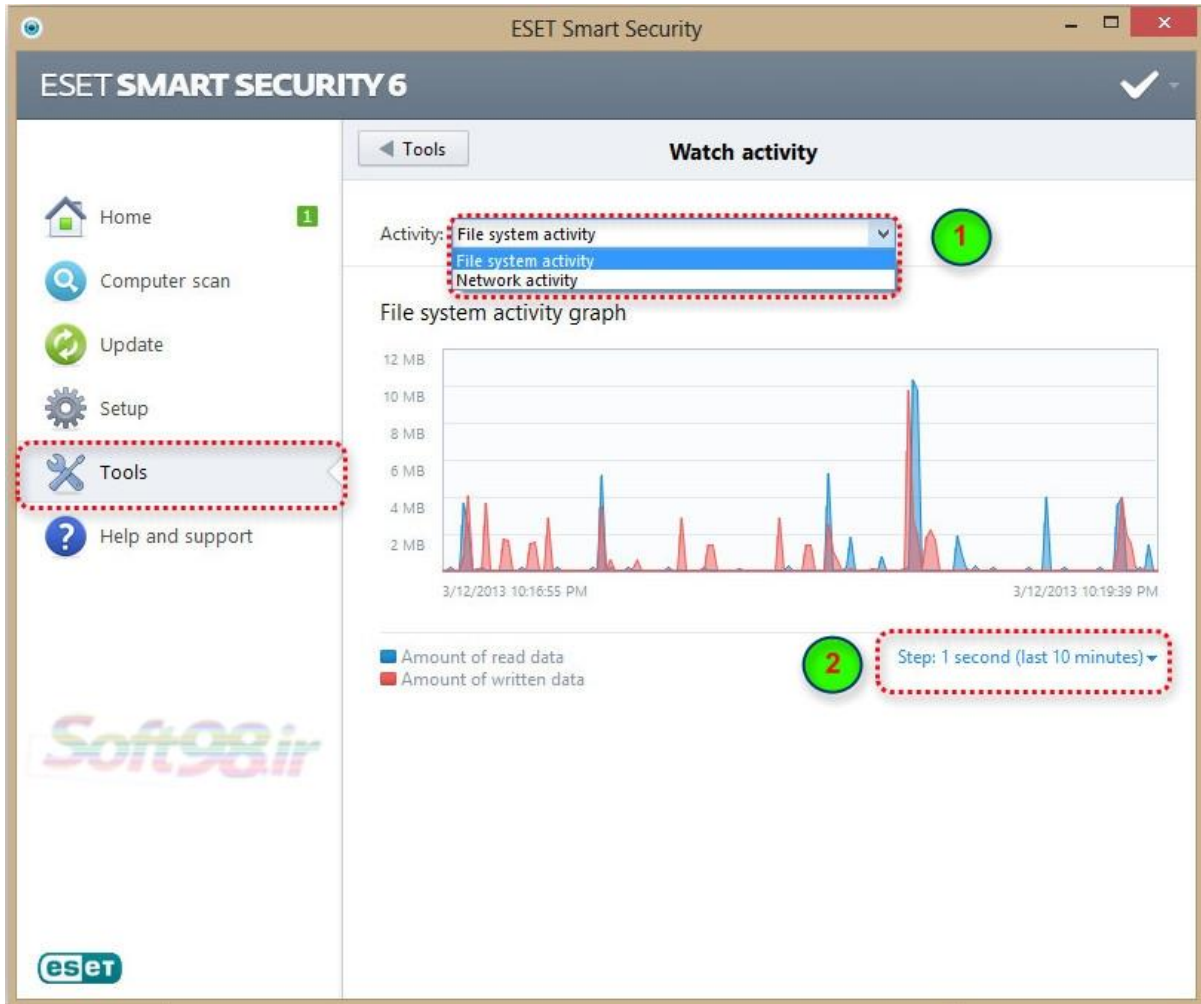 ESET Smart Security
ESET SMART SECURITY 6
Tools
Watch activity
Home
1
Computer scan
Update
Setup
Tools
Help and support
Activity: File system activity
File system activity
Network activity
1
File system activity graph
12 MB
10 MB
8 MB
6 MB
4 MB
2 MB
3/12/2013 10:16:55 PM
3/12/2013 10:19:39 PM
Amount of read data
Amount of written data
2
Step: 1 second (last 10 minutes)
Soft98.ir
eseT